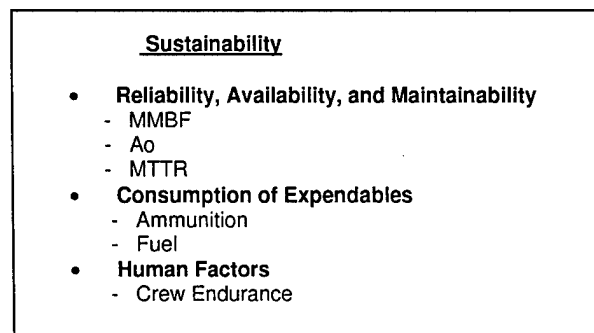 Sustainability
• Reliability, Availability, and Maintainability
- MMBF
- Ao
- MTTR
• Consumption of Expendables
- Ammunition
- Fuel
• Human Factors
- Crew Endurance